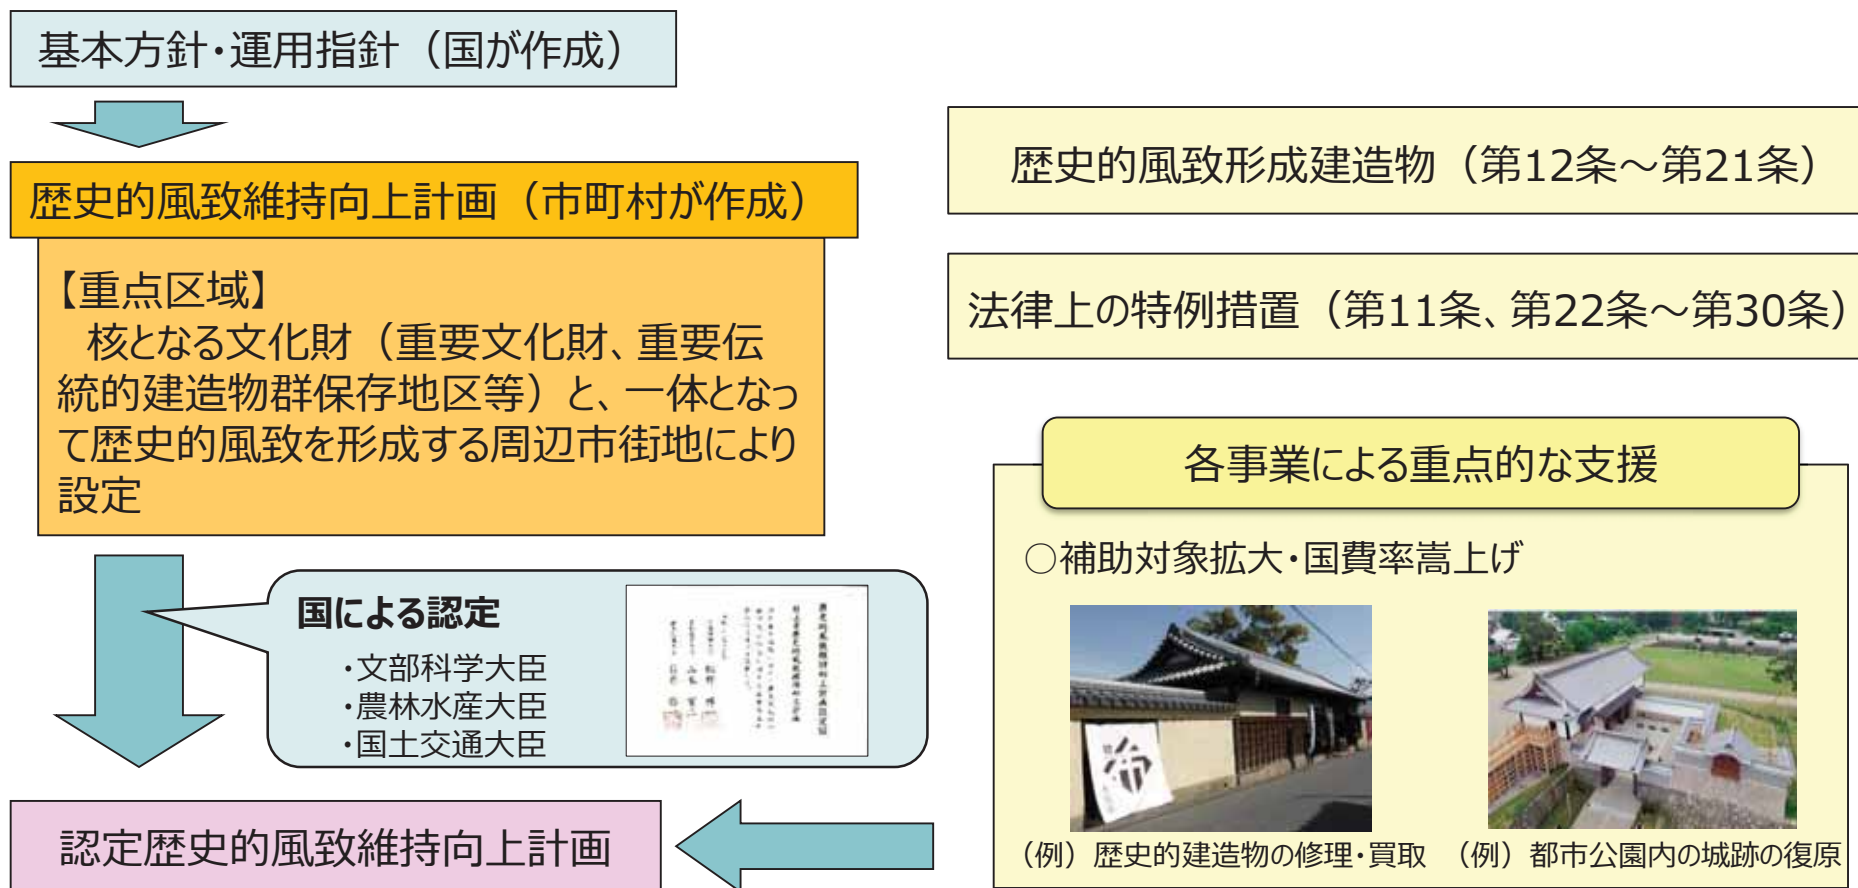 基本方針・運用指針（国が作成）
歴史的風致維持向上計画（市町村が作成）
【重点区域】
核となる文化財（重要文化財、重要伝
統的建造物群保存地区等）と、一体となっ
て歴史的風致を形成する周辺市街地により
設定
国による認定
・文部科学大臣
・農林水産大臣
・国土交通大臣
認定歴史的風致維持向上計画
歴史的風致形成建造物（第12条～第21条）
法律上の特例措置（第11条、第22条～第30条）
各事業による重点的な支援
○補助対象拡大・国費率嵩上げ
（例）歴史的建造物の修理・買取
（例）都市公園内の城跡の復原